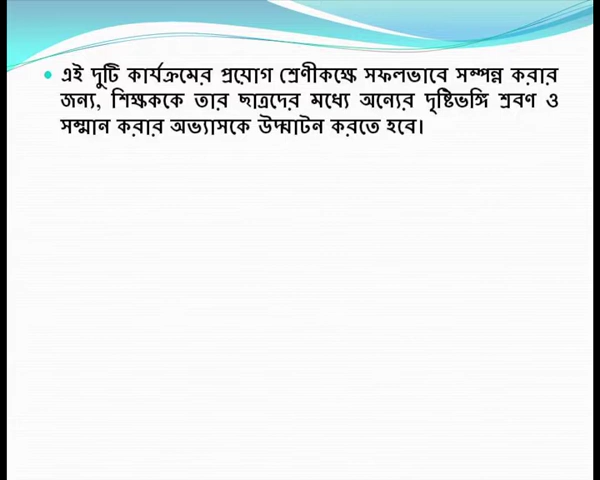 এই দুটি কার্যক্রমের প্রয়োগ শ্রেণীকক্ষে সফলভাবে সম্পন্ন করার
জন্য, শিক্ষককে তার ছাত্রদের মধ্যে অন্যের দৃষ্টিভঙ্গি শ্রবণ ও
সম্মান করার অভ্যাসকে উদ্ঘাটন করতে হবে।